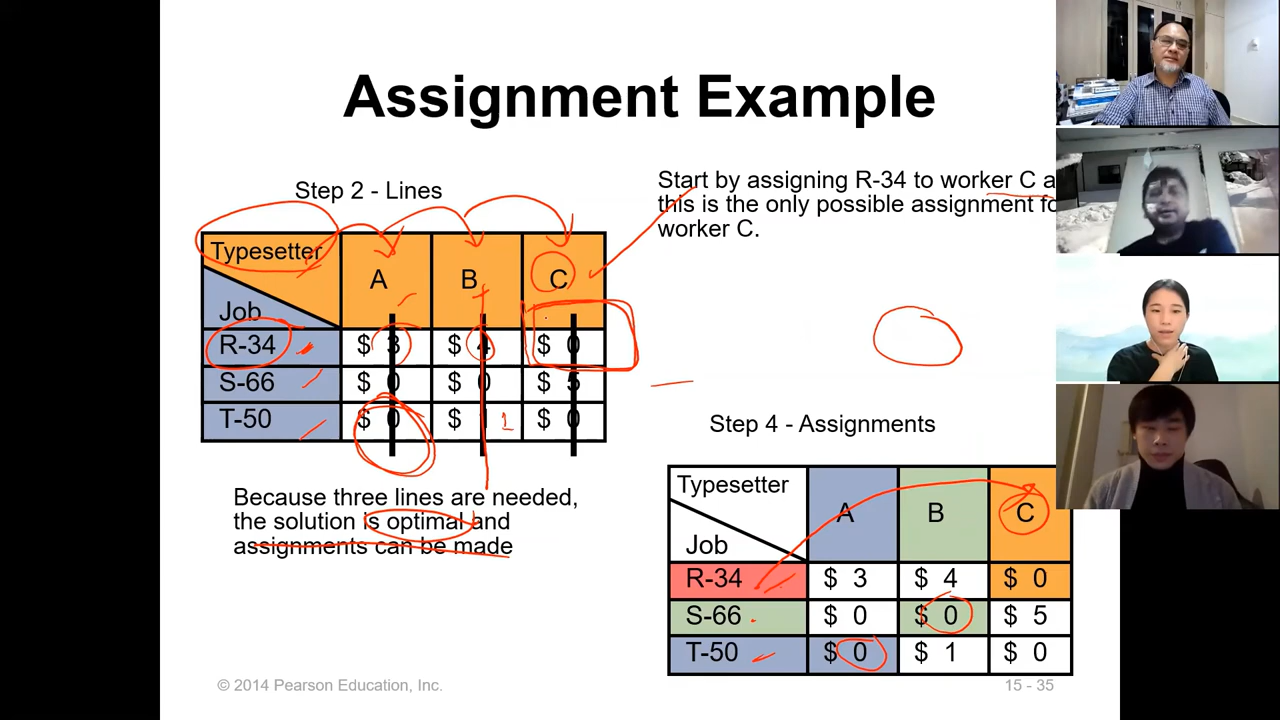 Assignment Example
Step 2 - Lines
Typesetter
Job
A
B
C
R-34
$ 3
$ 4
$ 0
S-66
$ 0
$ 0
$ 5
T-50
$ 0
$ 1 1
$ 0
Because three lines are needed,
the solution is optimal and
assignments can be made
Start by assigning R-34 to worker C a
this is the only possible assignment fo
worker C.
Step 4 - Assignments
Typesetter
Job
A
B
C
R-34
$ 3
$ 4
$ 0
S-66
$ 0
$ 0
$ 5
T-50
$ 0
$ 1
$ 0
© 2014 Pearson Education, Inc.
15 - 35